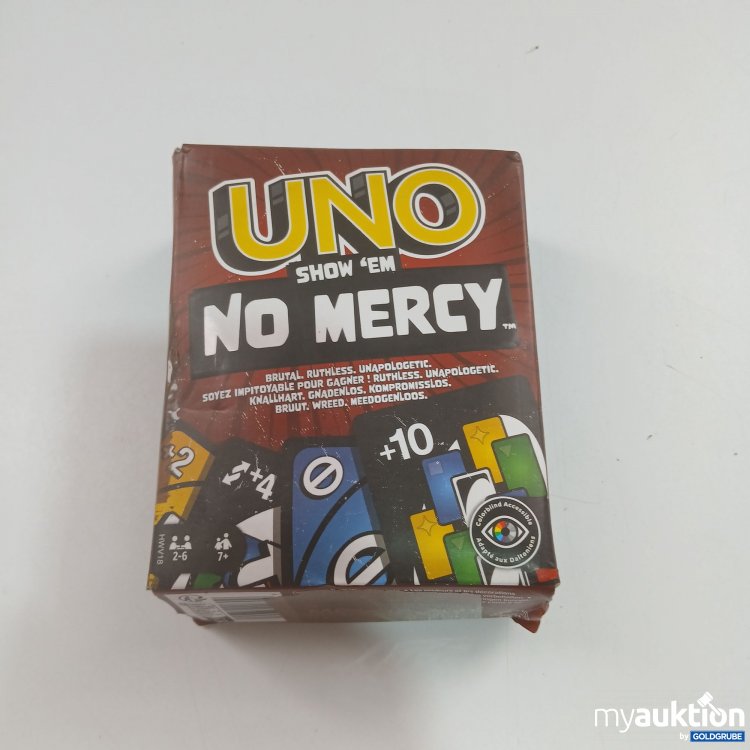 UNO
SHOW 'EM
NO MERCY™
BRUTAL. RUTHLESS. UNAPOLOGETIC.
SOYEZ IMPITOYABLE POUR GAGNER ! RUTHLESS. UNAPOLOGETIC.
KNALLHART. GNADENLOS. KOMPROMISSLOS.
BRUUT. WREED. MEEDOGENLOOS.
+2
+4
+10
Colorblind Accessible
Adapté aux Daltoniens
HWV18
2-6
7+
myauktion
by GOLDGRUBE